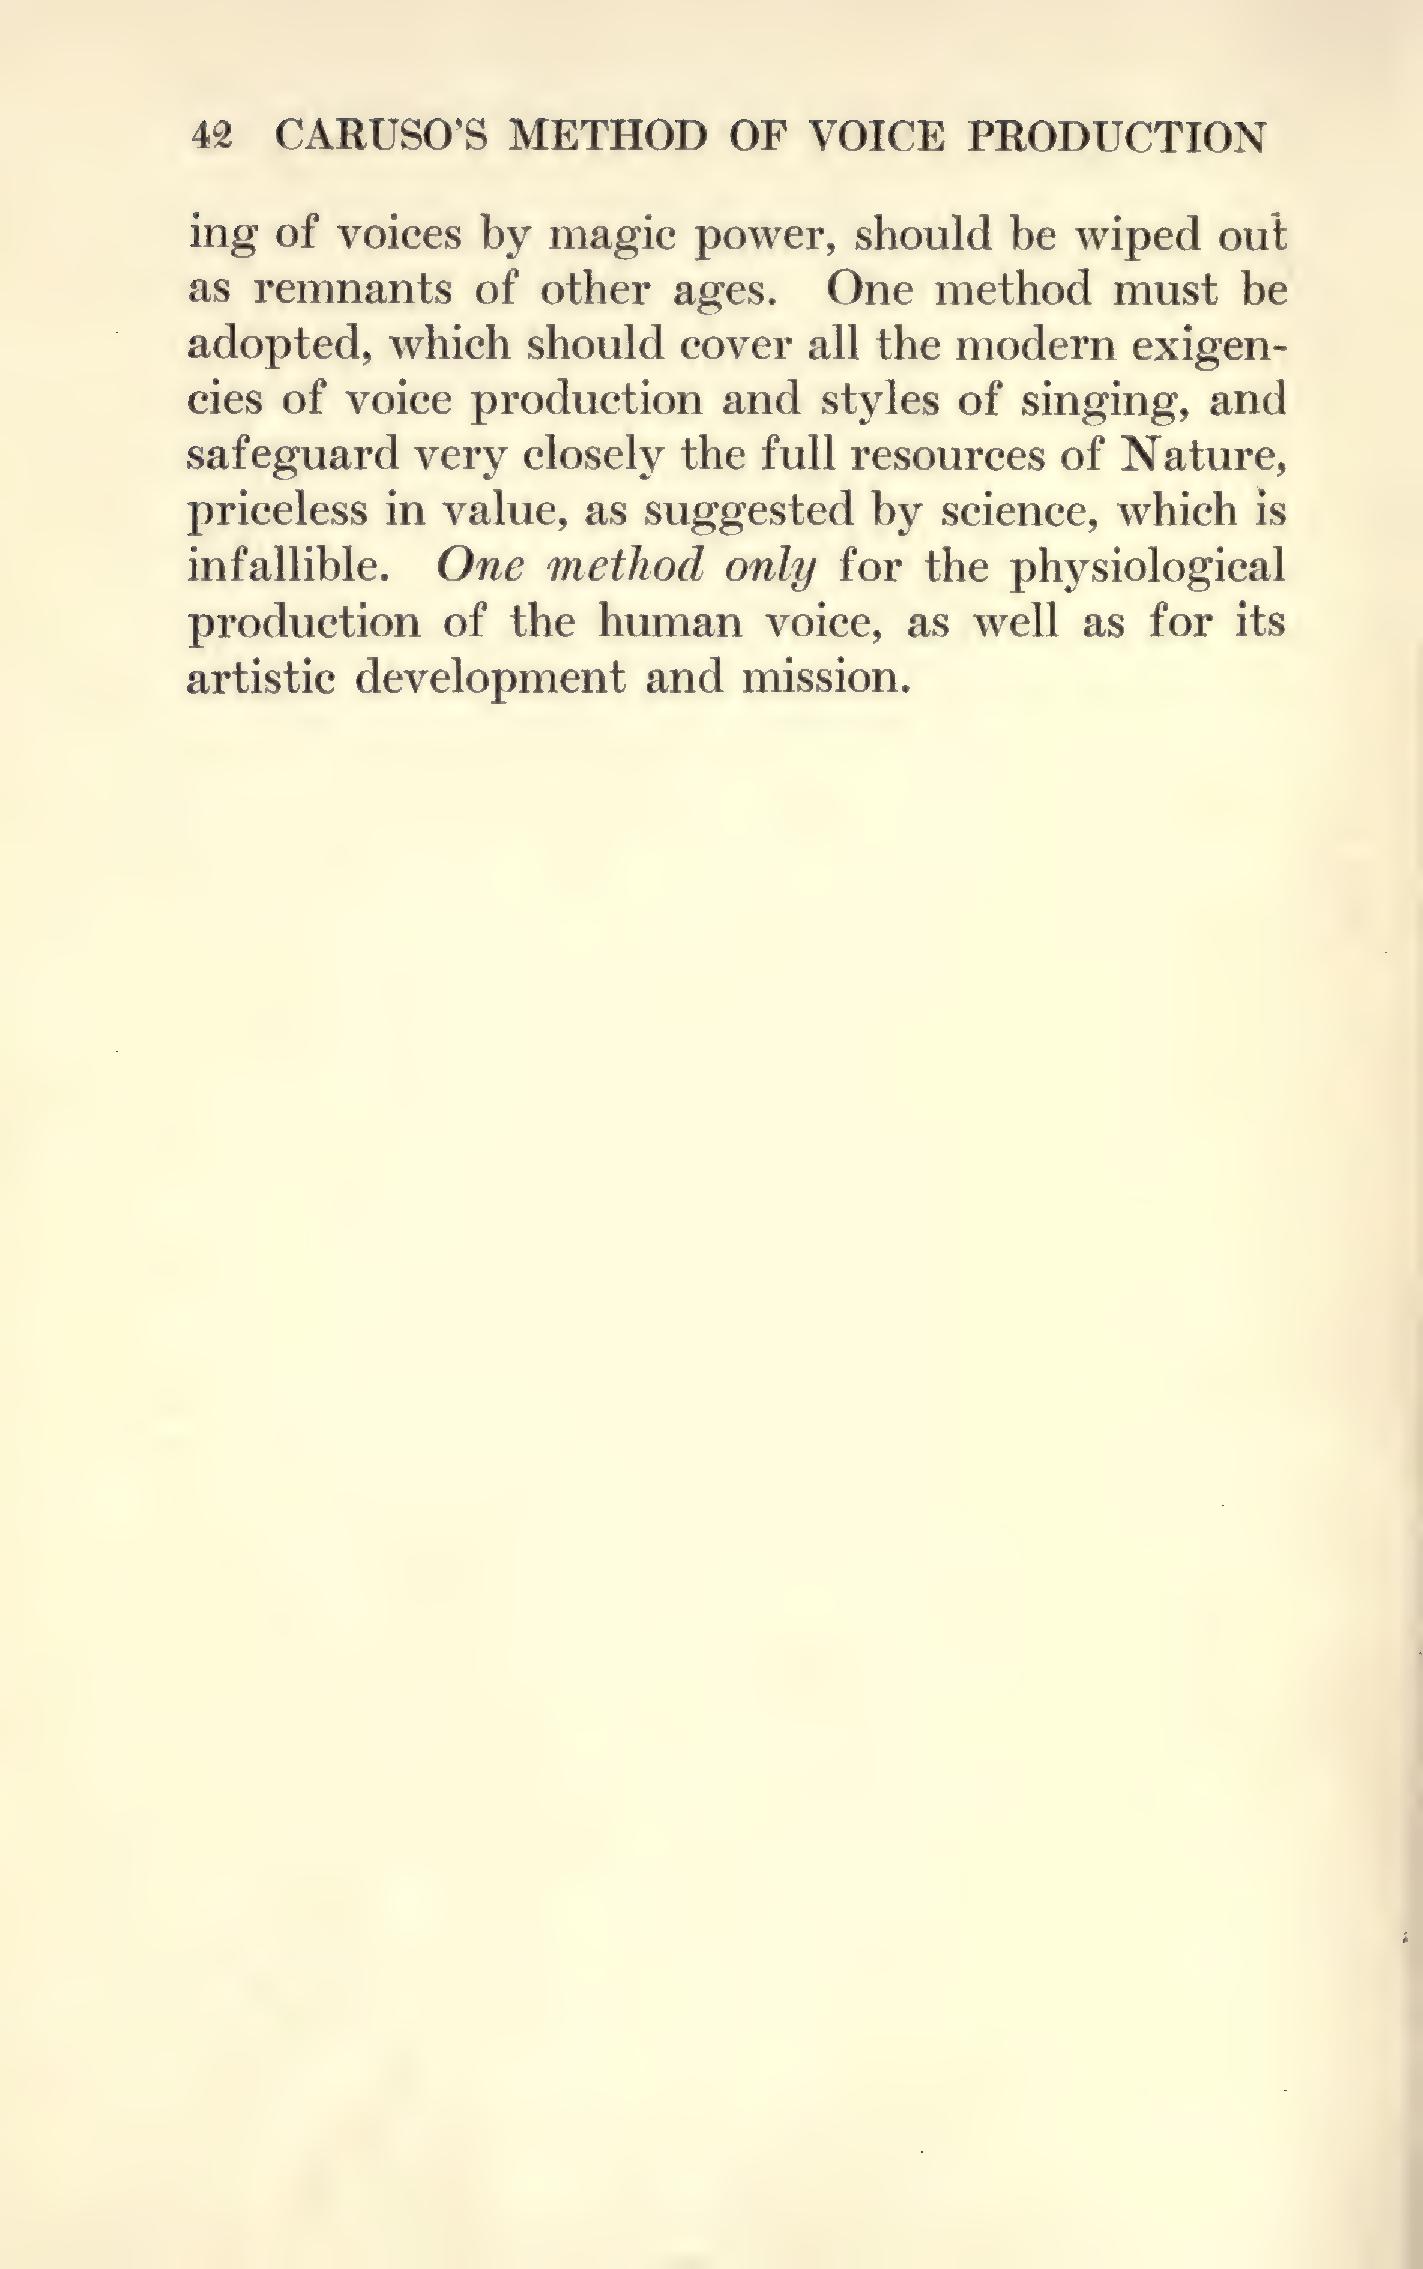 42 CARUSO'S METHOD OF VOICE PRODUCTION
ing of voices by magic power, should be wiped out
as remnants of other ages. One method must be
adopted, which should cover all the modern exigen-
cies of voice production and styles of singing, and
safeguard very closely the full resources of Nature,
priceless in value, as suggested by science, which is
infallible. One method only for the physiological
production of the human voice, as well as for its
artistic development and mission.